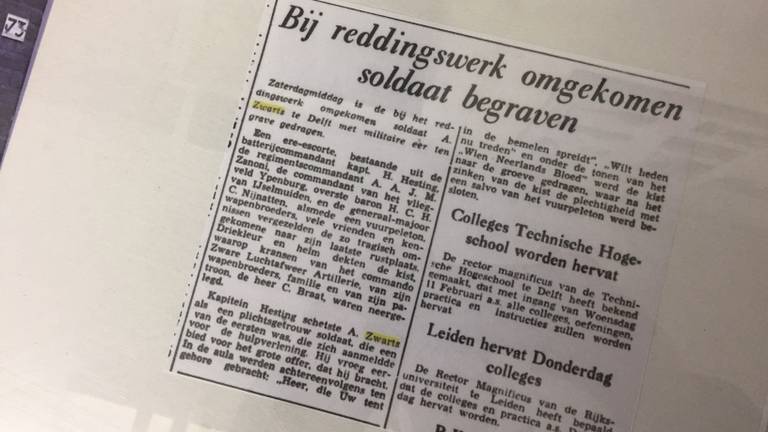 73
Bij reddingswerk omgekomen
soldaat begraven
Zaterdagmiddag is de bij het red-
dingswerk omgekomen soldaat A.
Zwarts te Delft met militaire eer ten
grave gedragen.
Een ere-escorte, bestaande uit de
batterijcommandant kapt. H. Hesting,
de regimentscommandant A. A. J. M.
Zanoni, de commandant van het vlieg-
veld Ypenburg, overste baron H. C. H.
van IJselmuiden, en de generaal-majoor
C. Nijnatten, alsmede een vuurpeleton,
wapenbroeders, vele vrienden en ken-
nissen vergezelden de zo tragisch om-
gekomene naar zijn laatste rustplaats.
Driekleur en helm dekten de kist,
waarop kransen van het commando
Zware Luchtafweer Artillerie, van zijn
wapenbroeders, familie en van zijn pa-
troon, de heer C. Braat, waren neerge-
legd.
Kapitein Hesting schetste A. Zwarts
als een plichtsgetrouw soldaat, die een
van de eersten was, die zich aanmeldde
voor de hulpverlening. Hij vroeg eer-
bied voor het grote offer, dat hij bracht.
In de aula werden achtereenvolgens ten
gehore gebracht: „Heer, die Uw tent
in de hemelen spreidt", „Wilt heden
nu treden" en onder de tonen van het
„Wien Neerlands Bloed" werd de kist
naar de groeve gedragen, waar na het
zinken van de kist de plechtigheid met
een salvo van het vuurpeleton werd be-
sloten.
Colleges Technische Hoge-
school worden hervat
De rector magnificus van de Techni-
sche Hogeschool te Delft heeft bekend
gemaakt, dat met ingang van Woensdag
11 Februari a.s. alle colleges, oefeningen,
practica en instructies zullen worden
hervat
Leiden hervat Donderdag
colleges
De Rector Magnificus van de Rijks-
universiteit te Leiden heeft bepaald
dat de colleges en practica a.s. D
dag hervat worden.